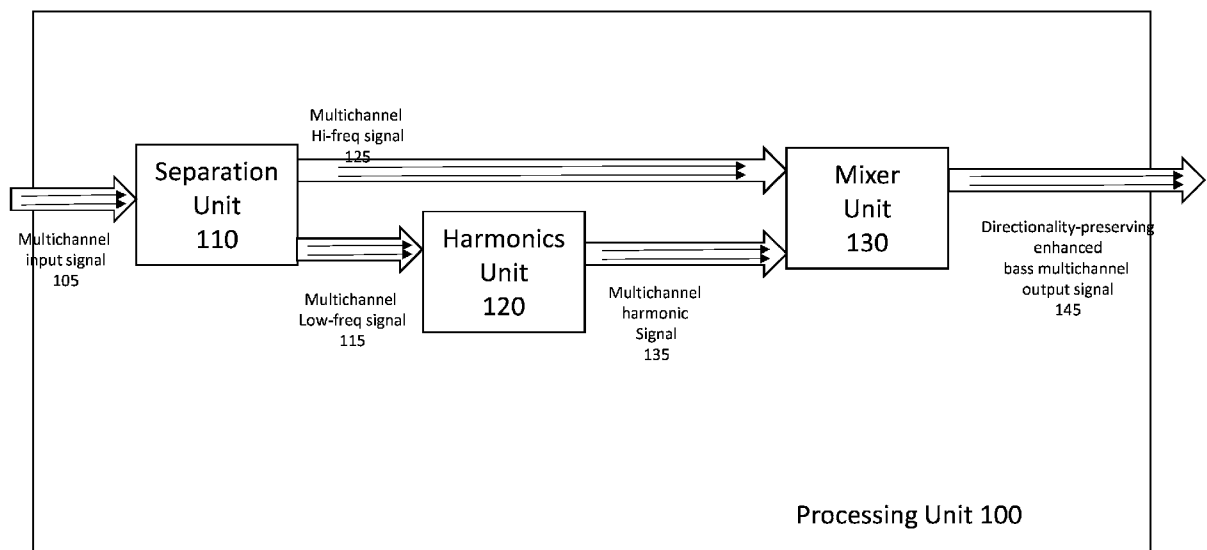 Multichannel
Hi-freq signal
125
Separation
Unit
110
Mixer
Unit
130
Multichannel
input signal
105
Harmonics
Unit
120
Directionality-preserving
enhanced
bass multichannel
output signal
145
Multichannel
Low-freq signal
115
Multichannel
harmonic
Signal
135
Processing Unit 100